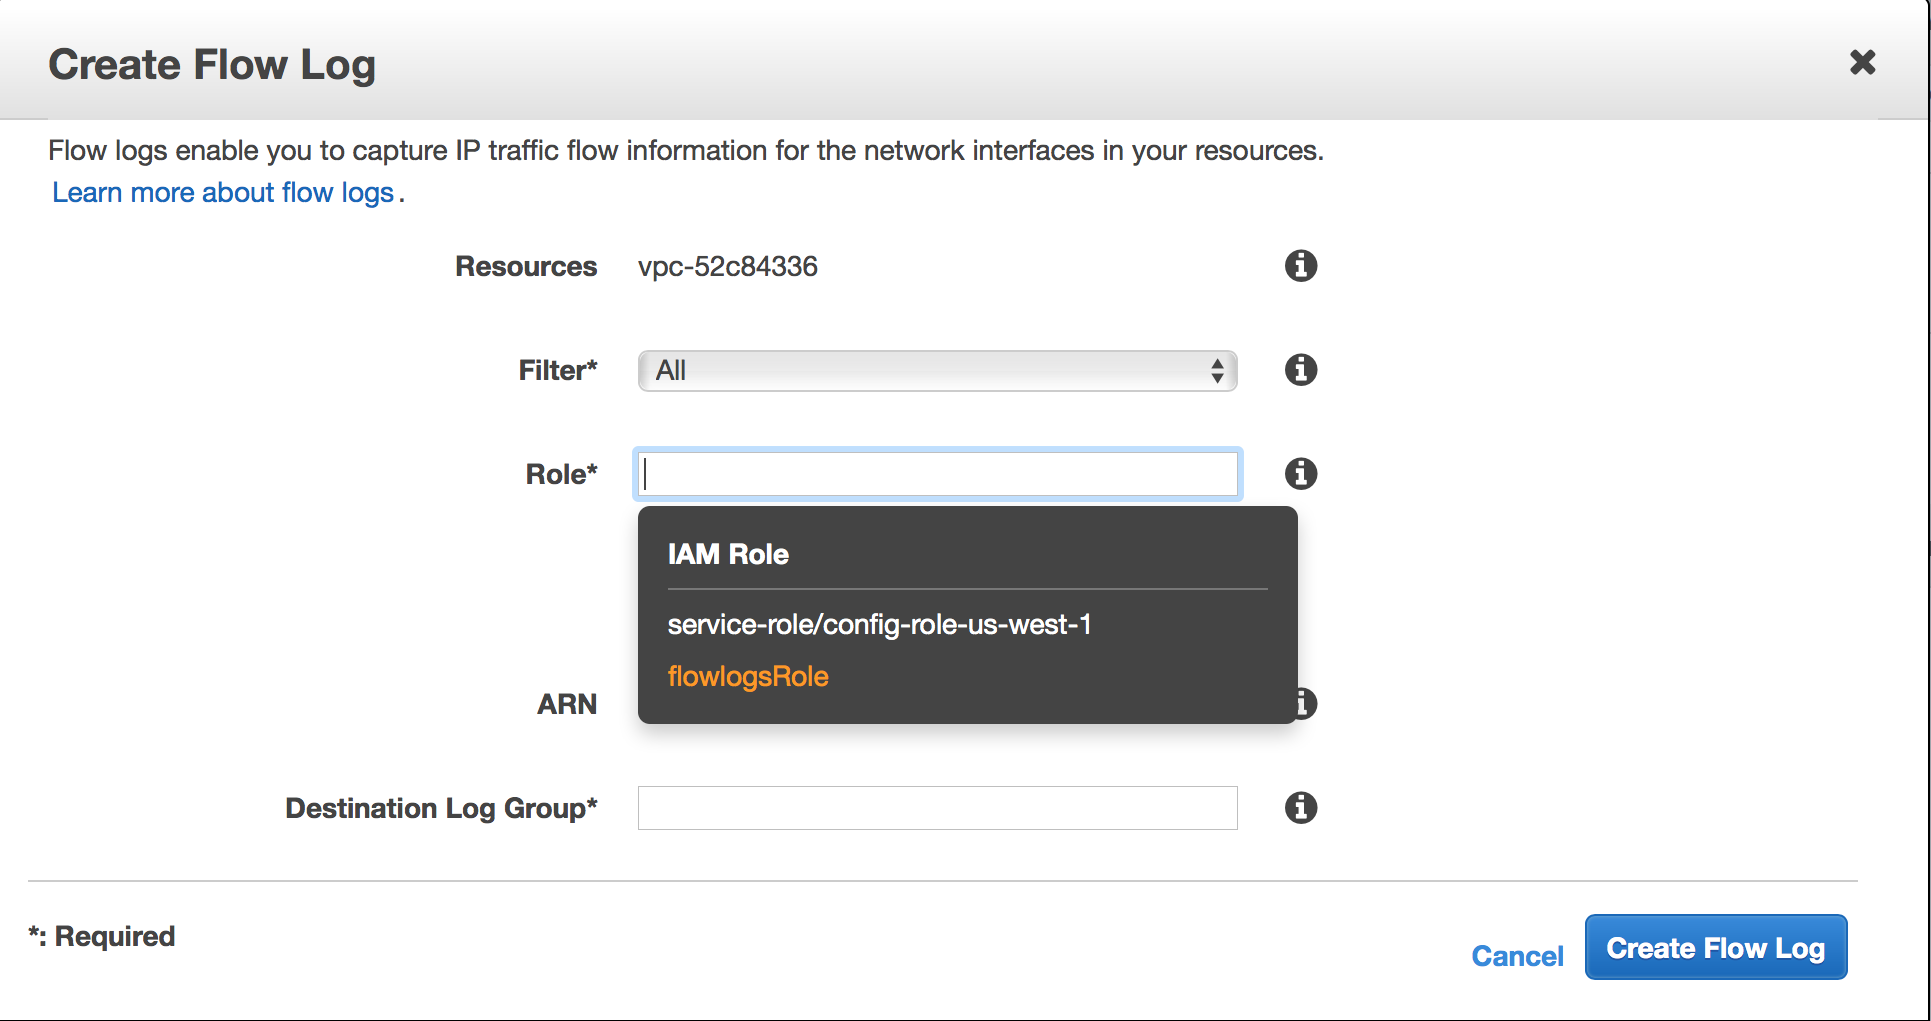 Create Flow Log
Flow logs enable you to capture IP traffic flow information for the network interfaces in your resources.
Learn more about flow logs.
Resources vpc-52c84336
Filter* All
Role*
IAM Role
service-role/config-role-us-west-1
flowlogsRole
ARN
Destination Log Group*
*: Required
Cancel Create Flow Log